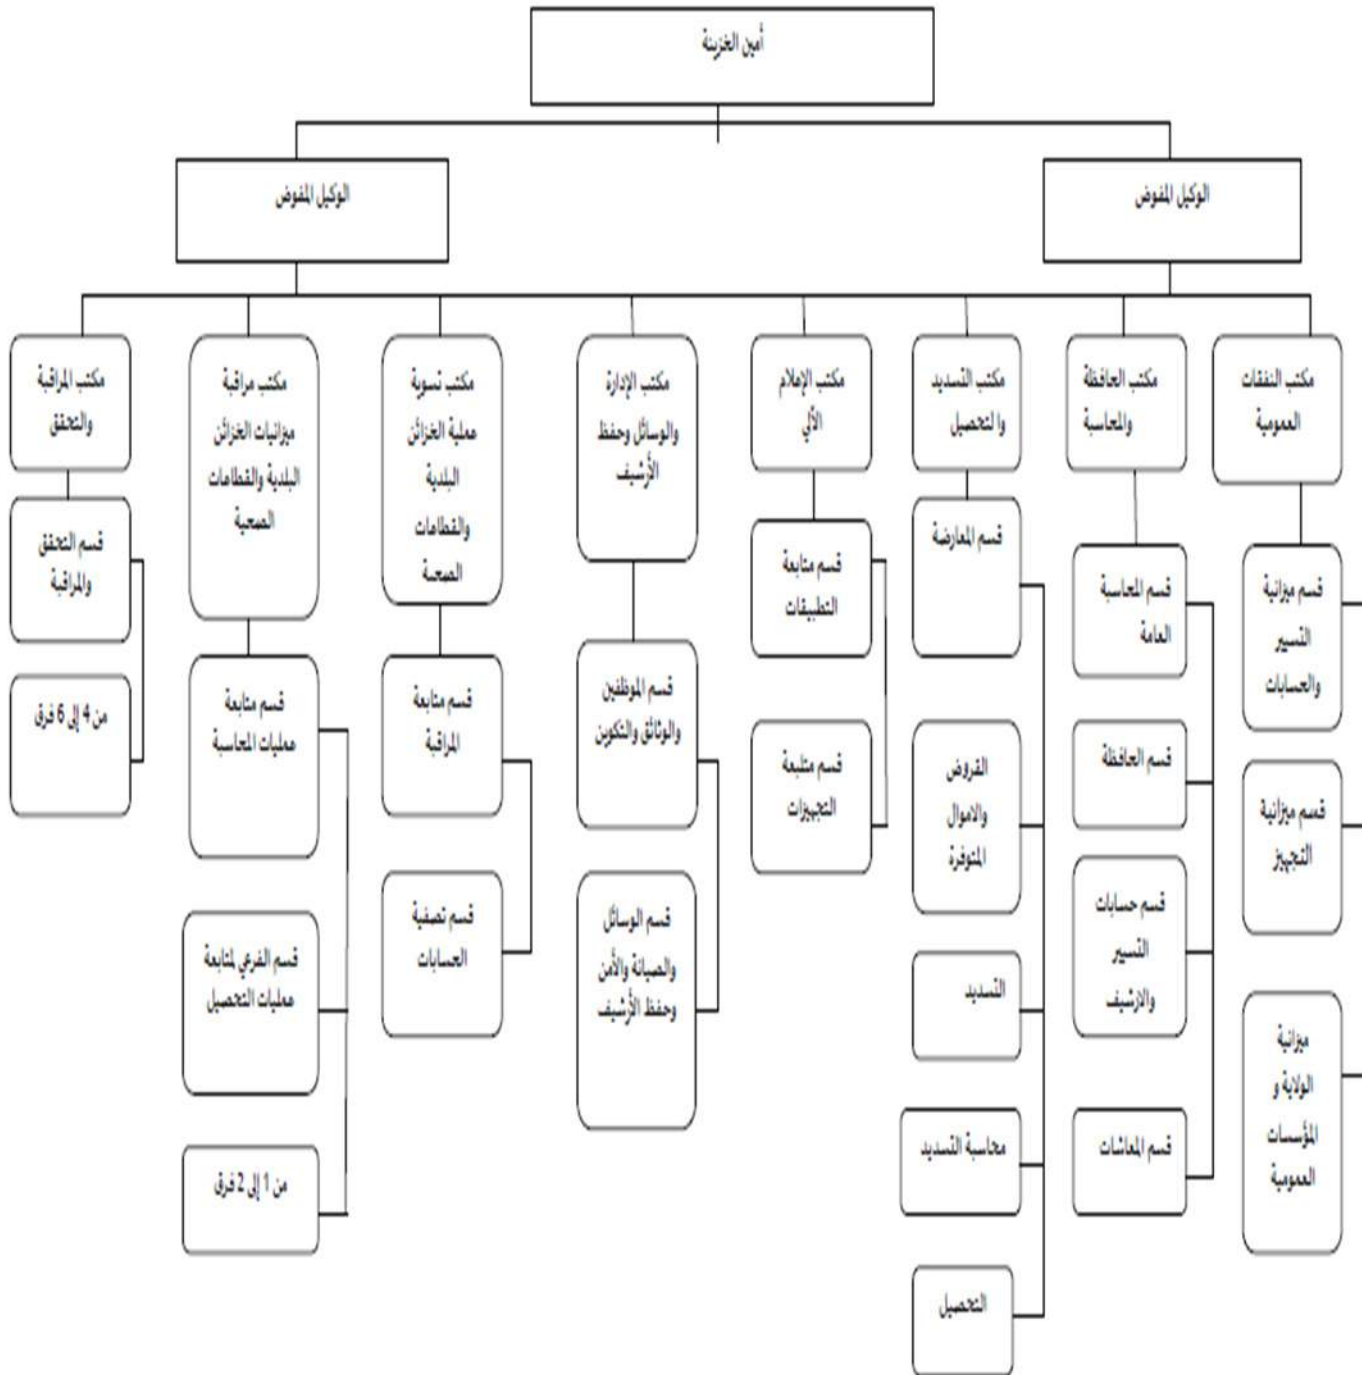 أمين الخزينة
الوكيل المفوض
الوكيل المفوض
مكتب النفقات
العمومية
مكتب الحافظة
والمحاسبة
مكتب التسديد
والتحصيل
مكتب الإعلام
الألي
مكتب الإدارة
والوسائل وحفظ
الأرشيف
مكتب تسوية
عملية الخزائن
البلدية
والقطاعات
الصحية
مكتب مراقبة
ميزانيات الخزائن
البلدية والقطاعات
الصحية
مكتب المراقبة
والتحقق
قسم ميزانية
التسيير
والحسابات
قسم ميزانية
التجهيز
ميزانية
الولاية و
المؤسسات
العمومية
قسم المحاسبة
العامة
قسم الحافظة
قسم حسابات
التسيير
والارشيف
قسم المعاشات
قسم المعارضة
القروض
والاموال
المتوفرة
التسديد
محاسبة التسديد
التحصيل
قسم متابعة
التطبيقات
قسم متلبعة
التجهيزات
قسم الموظفين
والوثائق والتكوين
قسم الوسائل
والصيانة والأمن
وحفظ الأرشيف
قسم متابعة
المراقبة
قسم تصفية
الحسابات
قسم متابعة
عمليات المحاسبة
قسم الفرعي لمتابعة
عمليات التحصيل
من 1 إلى 2 فرق
قسم التحقق
والمراقبة
من 4 إلى 6 فرق